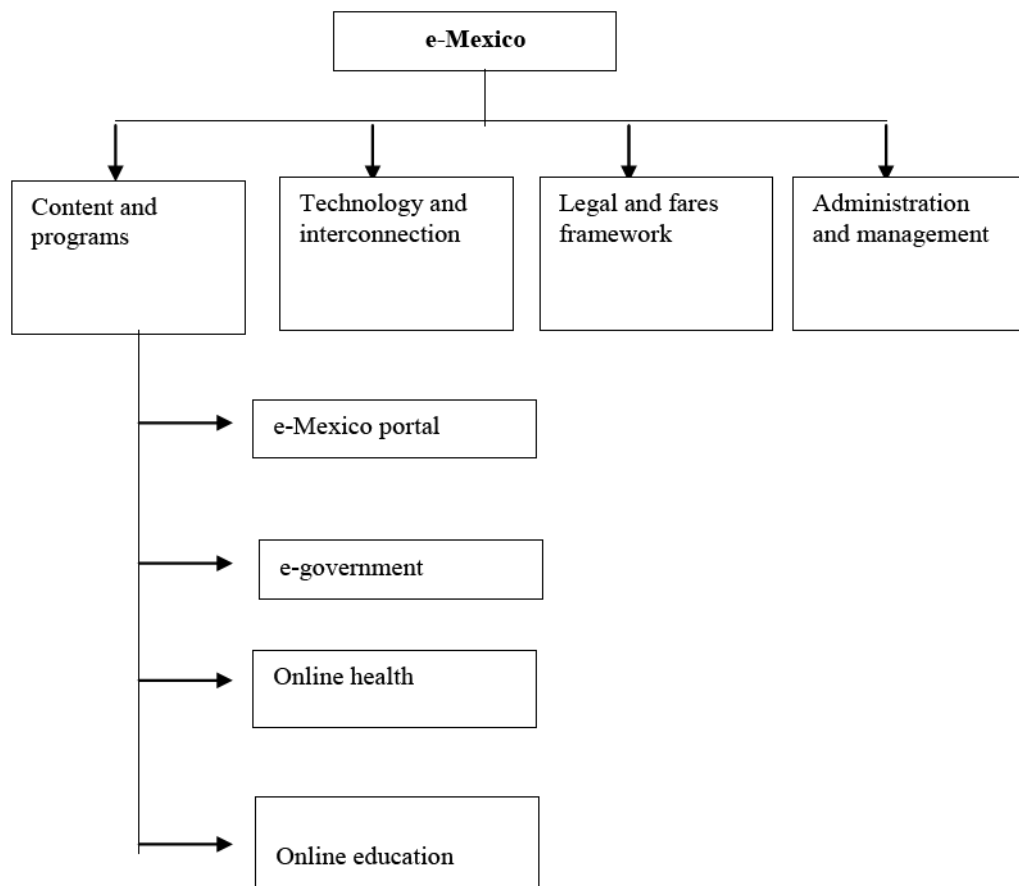 e-Mexico
Content and
programs
Technology and
interconnection
Legal and fares
framework
Administration
and management
e-Mexico portal
e-government
Online health
Online education